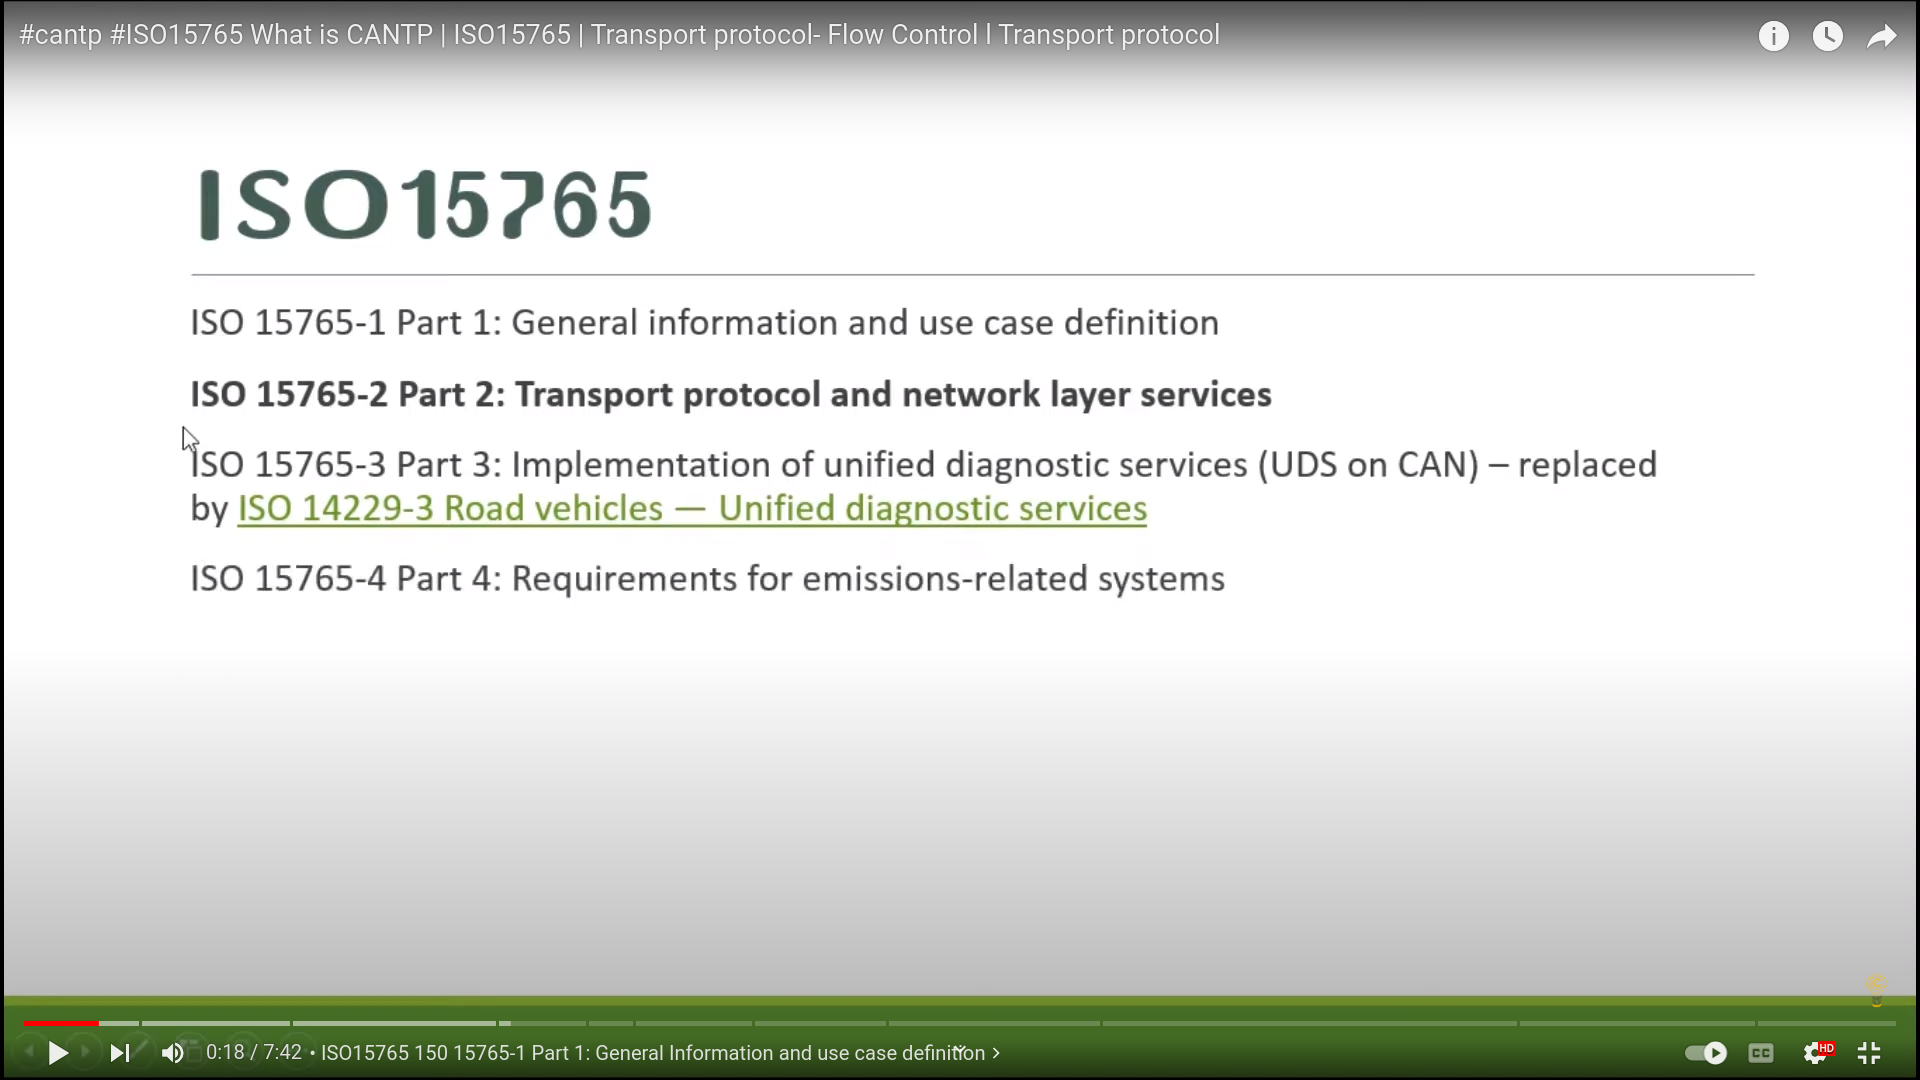 #cantp #ISO15765 What is CANTP | ISO15765 | Transport protocol- Flow Control l Transport protocol
ISO15765
ISO 15765-1 Part 1: General information and use case definition
ISO 15765-2 Part 2: Transport protocol and network layer services
ISO 15765-3 Part 3: Implementation of unified diagnostic services (UDS on CAN) – replaced
by ISO 14229-3 Road vehicles — Unified diagnostic services
ISO 15765-4 Part 4: Requirements for emissions-related systems
0:18 / 7:42 • ISO15765 150 15765-1 Part 1: General Information and use case definition
CC
HD